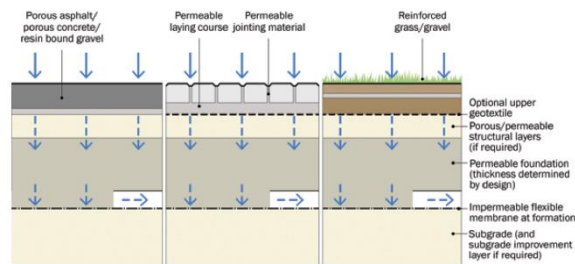 Porous asphalt/
porous concrete/
resin bound gravel
Permeable
laying course
Permeable
jointing material
Reinforced
grass/gravel
Optional upper
geotextile
Porous/permeable
structural layers
(if required)
Permeable foundation
(thickness determined
by design)
Impermeable flexible
membrane at formation
Subgrade (and
subgrade improvement
layer if required)